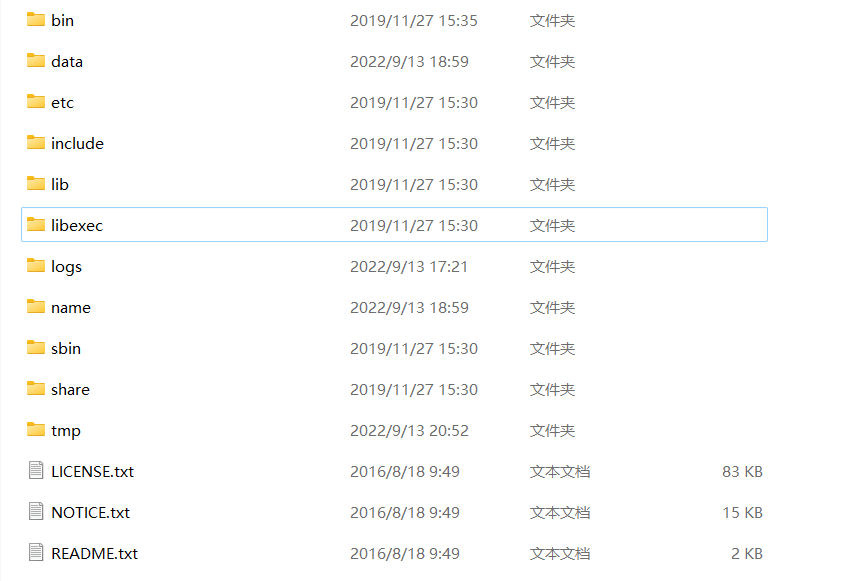 bin 2019/11/27 15:35 文件夹
data 2022/9/13 18:59 文件夹
etc 2019/11/27 15:30 文件夹
include 2019/11/27 15:30 文件夹
lib 2019/11/27 15:30 文件夹
libexec 2019/11/27 15:30 文件夹
logs 2022/9/13 17:21 文件夹
name 2022/9/13 18:59 文件夹
sbin 2019/11/27 15:30 文件夹
share 2019/11/27 15:30 文件夹
tmp 2022/9/13 20:52 文件夹
LICENSE.txt 2016/8/18 9:49 文本文档 83 KB
NOTICE.txt 2016/8/18 9:49 文本文档 15 KB
README.txt 2016/8/18 9:49 文本文档 2 KB